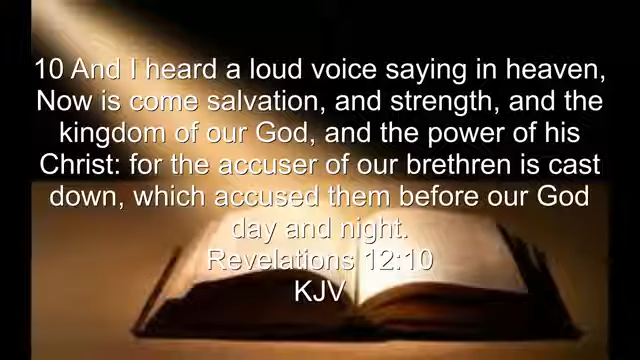 10 And I heard a loud voice saying in heaven,
Now is come salvation, and strength, and the
kingdom of our God, and the power of his
Christ: for the accuser of our brethren is cast
down, which accused them before our God
day and night.
Revelations 12:10
KJV